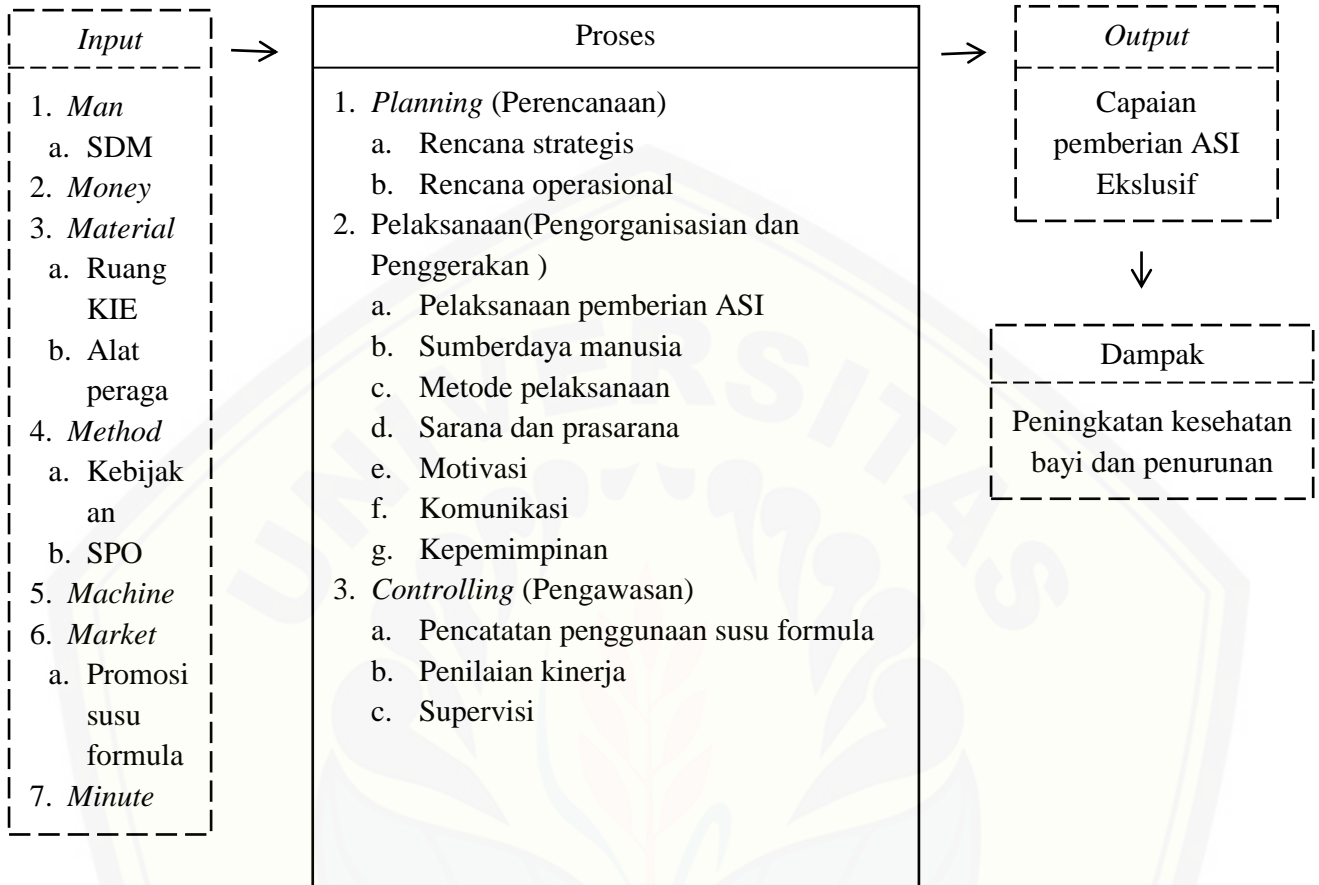 Input
1. Man
a. SDM
2. Money
3. Material
a. Ruang
KIE
b. Alat
peraga
4. Method
a. Kebijak
an
b. SPO
5. Machine
6. Market
a. Promosi
susu
formula
7. Minute
Proses
1. Planning (Perencanaan)
a. Rencana strategis
b. Rencana operasional
2. Pelaksanaan(Pengorganisasian dan
Penggerakan )
a. Pelaksanaan pemberian ASI
b. Sumberdaya manusia
c. Metode pelaksanaan
d. Sarana dan prasarana
e. Motivasi
f. Komunikasi
g. Kepemimpinan
3. Controlling (Pengawasan)
a. Pencatatan penggunaan susu formula
b. Penilaian kinerja
c. Supervisi
Output
Capaian
pemberian ASI
Ekslusif
Dampak
Peningkatan kesehatan
bayi dan penurunan
UNIVERSITAS